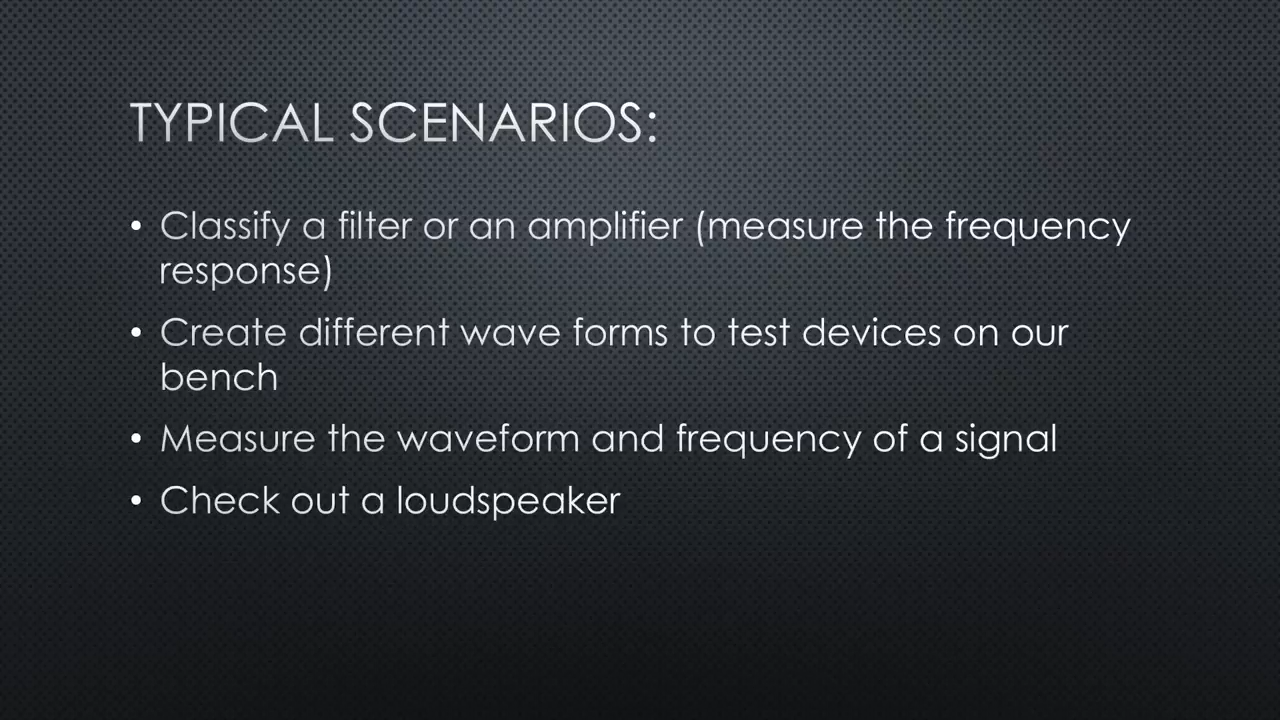 TYPICAL SCENARIOS:
• Classify a filter or an amplifier (measure the frequency
response)
• Create different wave forms to test devices on our
bench
• Measure the waveform and frequency of a signal
• Check out a loudspeaker